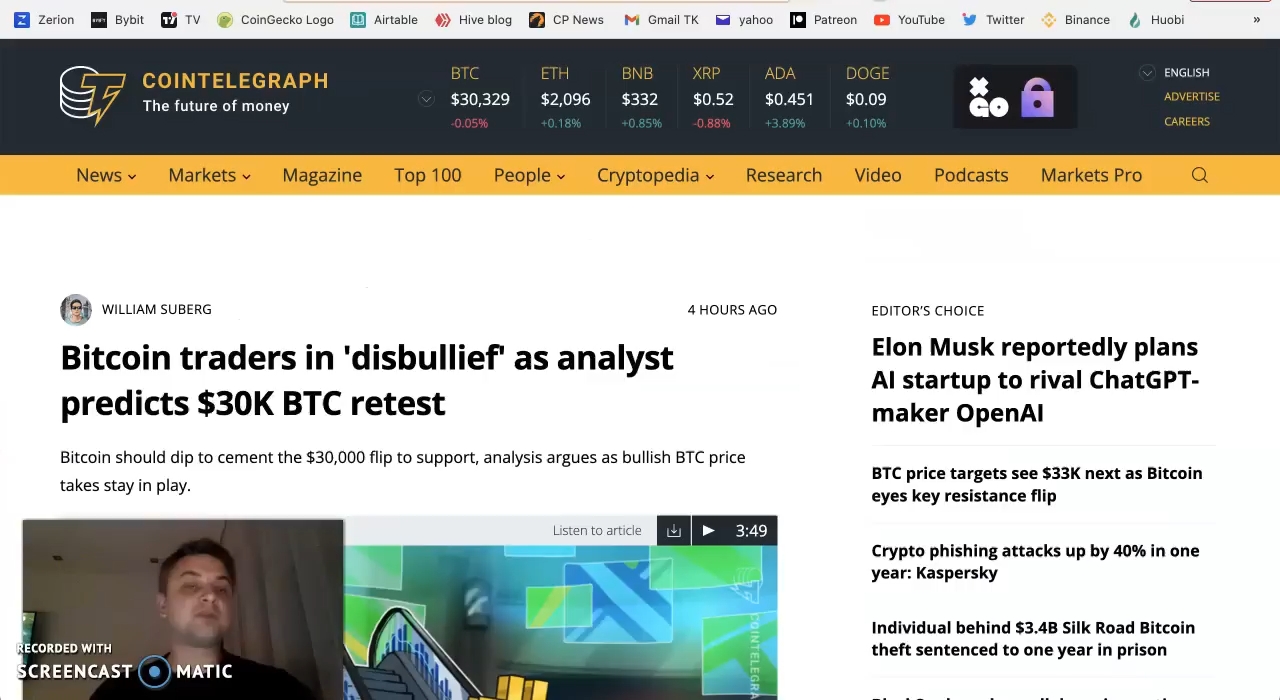 Zerion Bybit TV CoinGecko Logo Airtable Hive blog CP News Gmail TK yahoo Patreon YouTube Twitter Binance Huobi »
COINTELEGRAPH
The future of money
BTC ETH BNB XRP ADA DOGE
$30,329 $2,096 $332 $0.52 $0.451 $0.09
-0.05% +0.18% +0.85% -0.88% +3.89% +0.10%
ENGLISH
ADVERTISE
CAREERS
News Markets Magazine Top 100 People Cryptopedia Research Video Podcasts Markets Pro
WILLIAM SUBERG 4 HOURS AGO
Bitcoin traders in 'disbullief' as analyst
predicts $30K BTC retest
Bitcoin should dip to cement the $30,000 flip to support, analysis argues as bullish BTC price
takes stay in play.
Listen to article 3:49
COINTELEGRA
RECORDED WITH
SCREENCAST MATIC
EDITOR’S CHOICE
Elon Musk reportedly plans
AI startup to rival ChatGPT-
maker OpenAI
BTC price targets see $33K next as Bitcoin
eyes key resistance flip
Crypto phishing attacks up by 40% in one
year: Kaspersky
Individual behind $3.4B Silk Road Bitcoin
theft sentenced to one year in prison